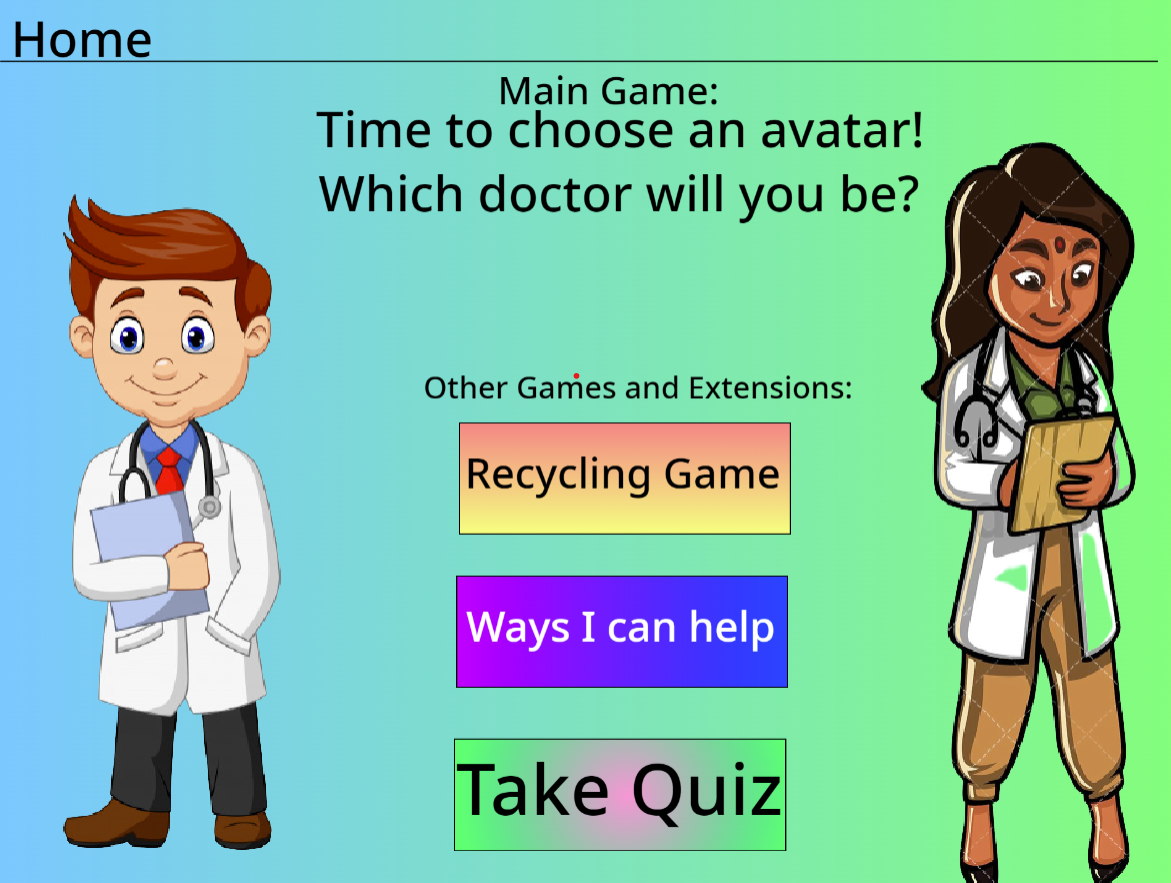 Home
Main Game:
Time to choose an avatar!
Which doctor will you be?
Other Games and Extensions:
Recycling Game
Ways I can help
Take Quiz